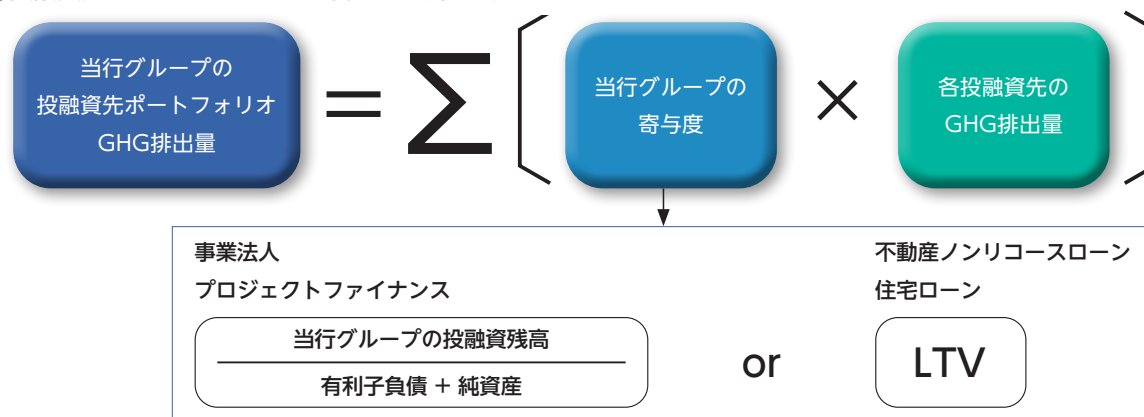 当行グループの
投融資先ポートフォリオ
GHG排出量
=
Σ
当行グループの
寄与度
×
各投融資先の
GHG排出量
事業法人
プロジェクトファイナンス
当行グループの投融資残高
有利子負債 + 純資産
or
不動産ノンリコースローン
住宅ローン
LTV